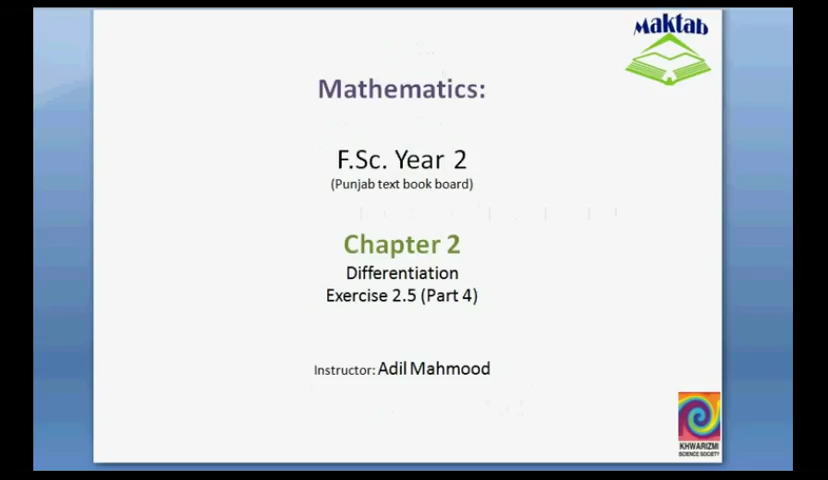 Maktab
Mathematics:
F.Sc. Year 2
(Punjab text book board)
Chapter 2
Differentiation
Exercise 2.5 (Part 4)
Instructor: Adil Mahmood
KHWARIZMI
SCIENCE SOCIETY